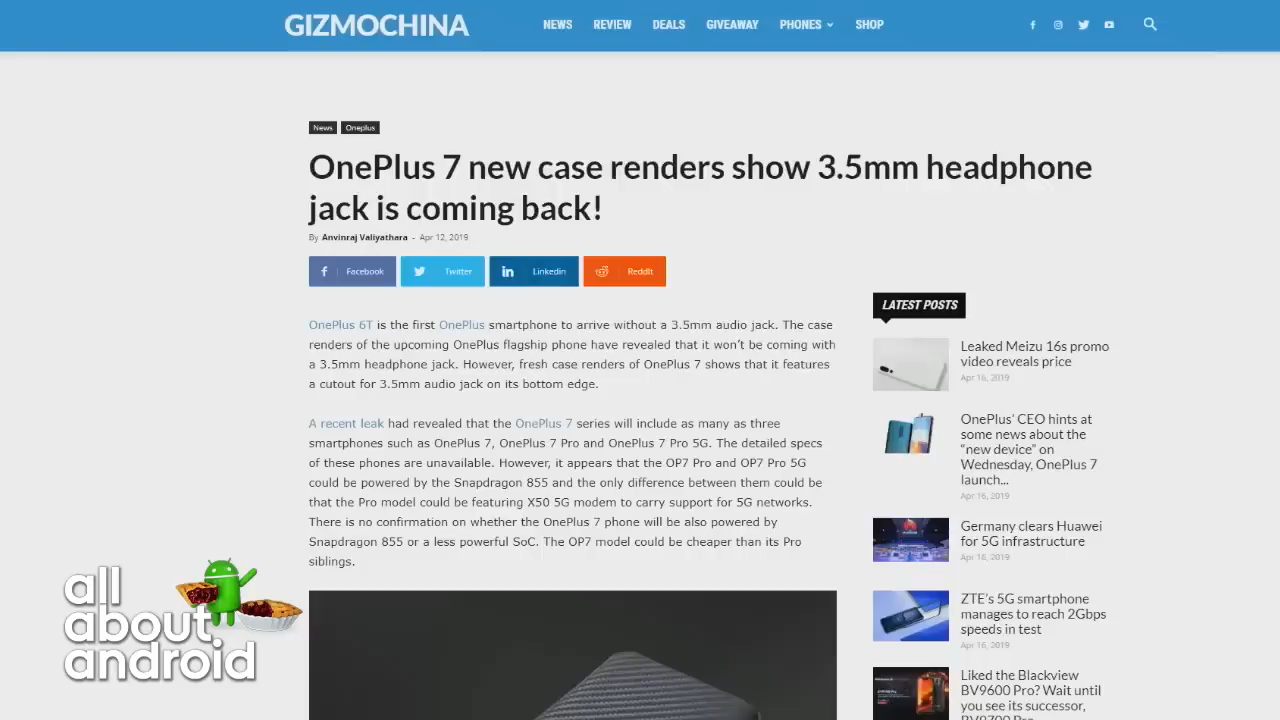 GIZMOCHINA
NEWS REVIEW DEALS GIVEAWAY PHONES SHOP
News Oneplus
OnePlus 7 new case renders show 3.5mm headphone
jack is coming back!
By Anvinraj Valiyathara - Apr 12, 2019
Facebook Twitter Linkedin ReddIt
OnePlus 6T is the first OnePlus smartphone to arrive without a 3.5mm audio jack. The case
renders of the upcoming OnePlus flagship phone have revealed that it won't be coming with
a 3.5mm headphone jack. However, fresh case renders of OnePlus 7 shows that it features
a cutout for 3.5mm audio jack on its bottom edge.
A recent leak had revealed that the OnePlus 7 series will include as many as three
smartphones such as OnePlus 7, OnePlus 7 Pro and OnePlus 7 Pro 5G. The detailed specs
of these phones are unavailable. However, it appears that the OP7 Pro and OP7 Pro 5G
could be powered by the Snapdragon 855 and the only difference between them could be
that the Pro model could be featuring X50 5G modem to carry support for 5G networks.
There is no confirmation on whether the OnePlus 7 phone will be also powered by
Snapdragon 855 or a less powerful SoC. The OP7 model could be cheaper than its Pro
siblings.
LATEST POSTS
Leaked Meizu 16s promo
video reveals price
Apr 16, 2019
OnePlus' CEO hints at
some news about the
"new device" on
Wednesday, OnePlus 7
launch...
Apr 16, 2019
Germany clears Huawei
for 5G infrastructure
Apr 16, 2019
ZTE's 5G smartphone
manages to reach 2Gbps
speeds in test
Apr 16, 2019
Liked the Blackview
BV9600 Pro? Wait until
you see its successor,
BV9700 Pro
all
about
android